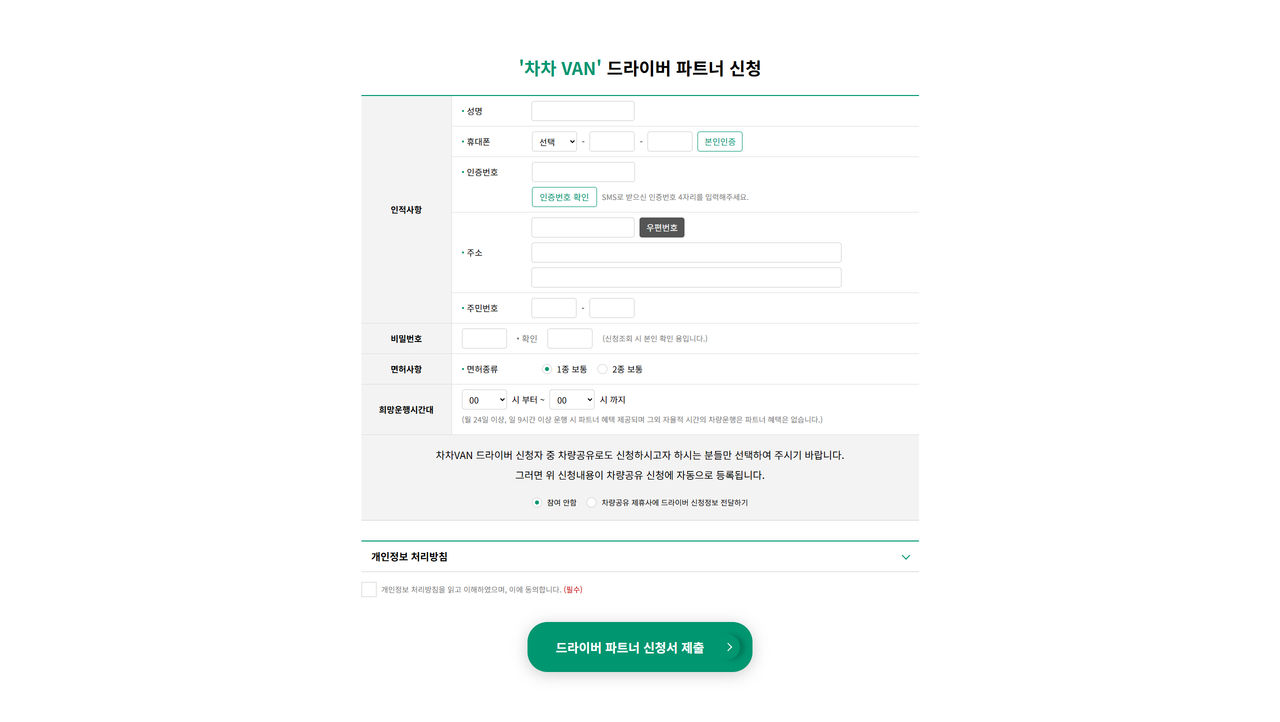 '차차 VAN' 드라이버 파트너 신청
인적사항
• 성명
• 휴대폰 선택 - - 본인인증
• 인증번호
인증번호 확인 SMS로 받으신 인증번호 4자리를 입력해주세요.
우편번호
• 주소
• 주민번호 -
비밀번호 • 확인 (신청조회 시 본인 확인 용입니다.)
면허사항 • 면허종류 1종 보통 2종 보통
희망운행시간대 00 시 부터 ~ 00 시 까지
(월 24일 이상, 일 9시간 이상 운행 시 파트너 혜택 제공되며 그외 자율적 시간의 차량운행은 파트너 혜택은 없습니다.)
차차VAN 드라이버 신청자 중 차량공유로도 신청하시고자 하시는 분들만 선택하여 주시기 바랍니다.
그러면 위 신청내용이 차량공유 신청에 자동으로 등록됩니다.
참여 안함 차량공유 제휴사에 드라이버 신청정보 전달하기
개인정보 처리방침
개인정보 처리방침을 읽고 이해하였으며, 이에 동의합니다. (필수)
드라이버 파트너 신청서 제출